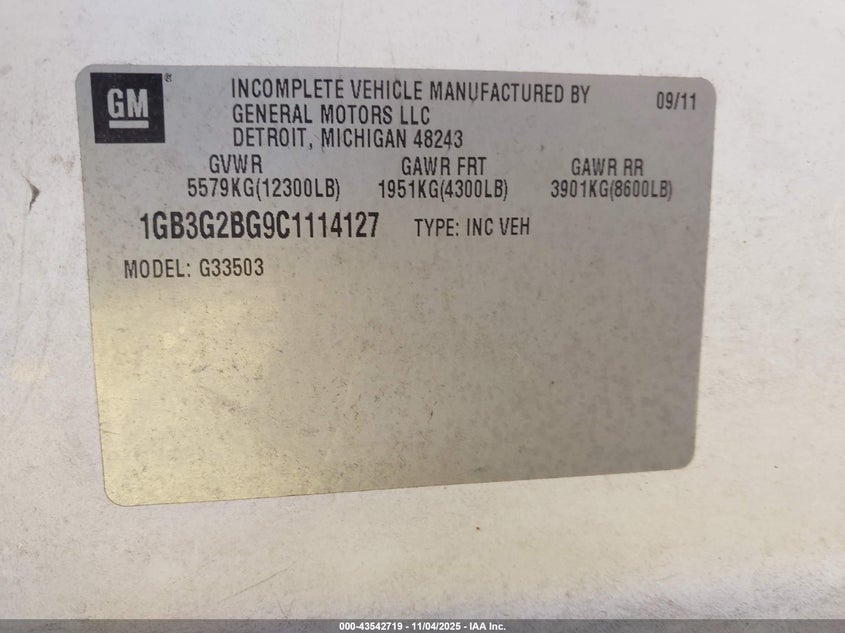 GM ®
INCOMPLETE VEHICLE MANUFACTURED BY 09/11
GENERAL MOTORS LLC
DETROIT, MICHIGAN 48243
GVWR GAWR FRT GAWR RR
5579KG(12300LB) 1951KG(4300LB) 3901KG(8600LB)
1GB3G2BG9C1114127 TYPE: INC VEH
MODEL: G33503
000-43542719 — 11/04/2025 — IAA Inc.